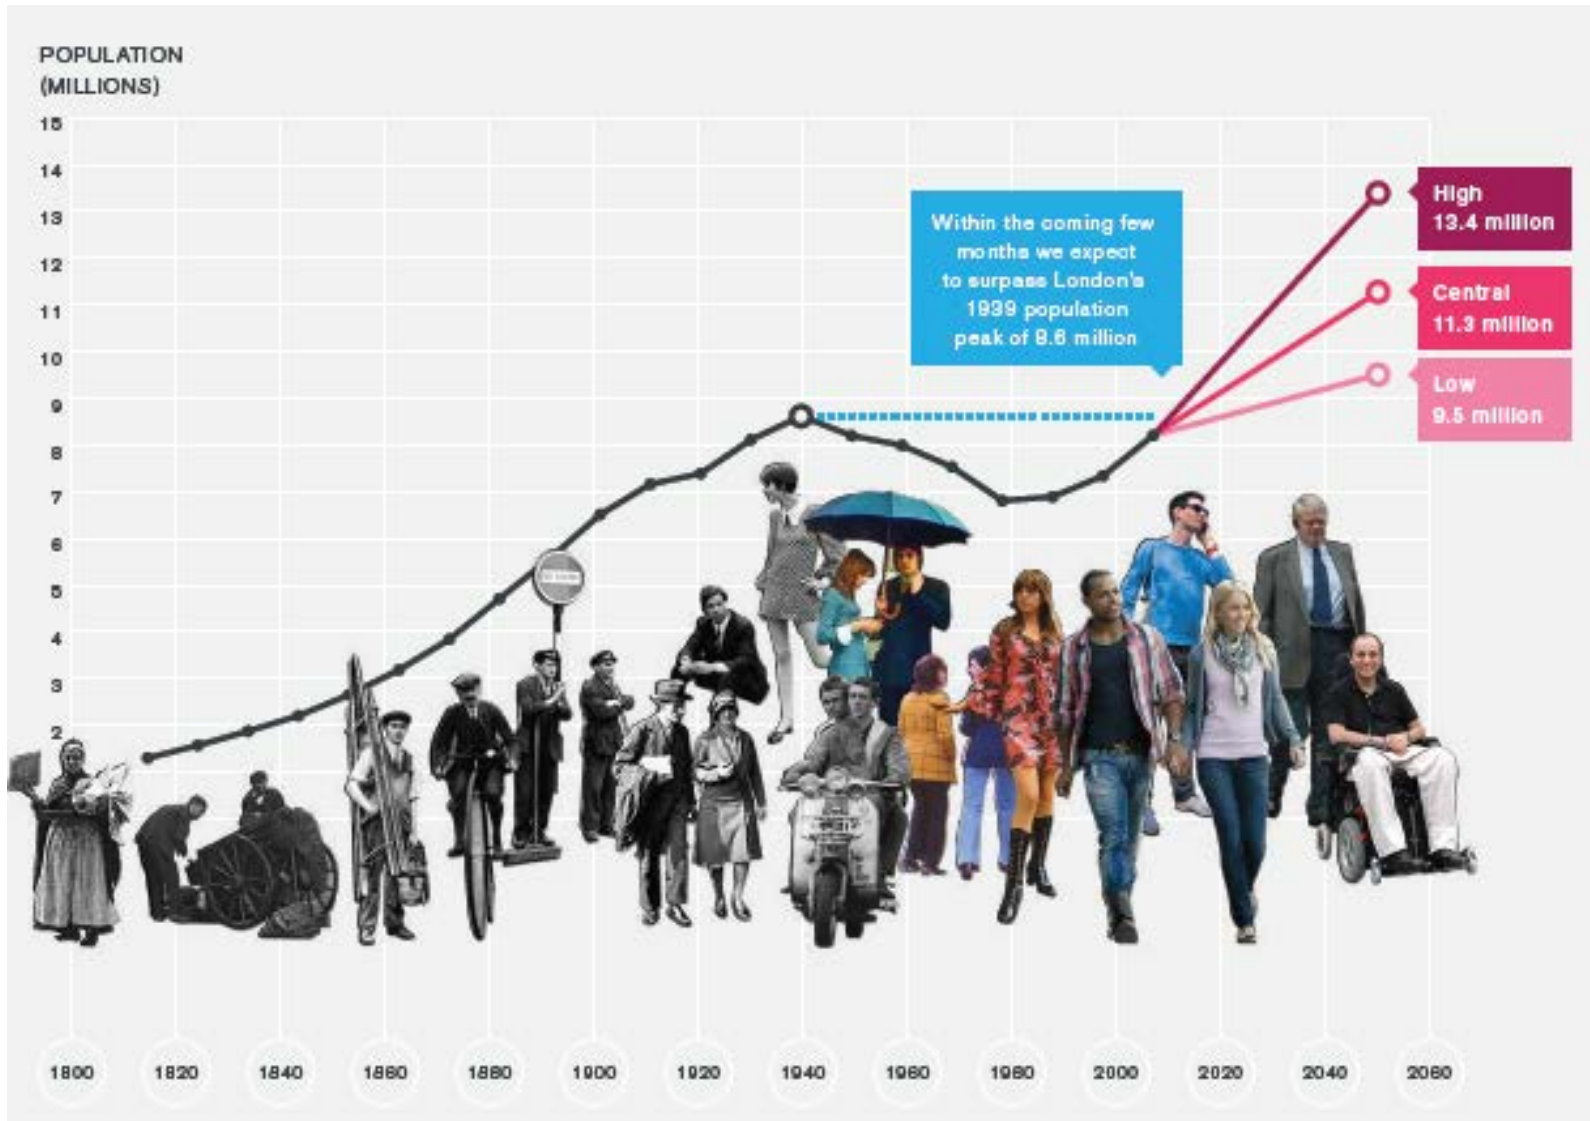 POPULATION
(MILLIONS)
15
14
13
12
11
10
9
8
7
6
5
4
3
2
Within the coming few
months we expect
to surpass London's
1939 population
peak of 8.6 million
High
13.4 million
Central
11.3 million
Low
9.5 million
1800
1820
1840
1860
1880
1900
1920
1940
1960
1980
2000
2020
2040
2060